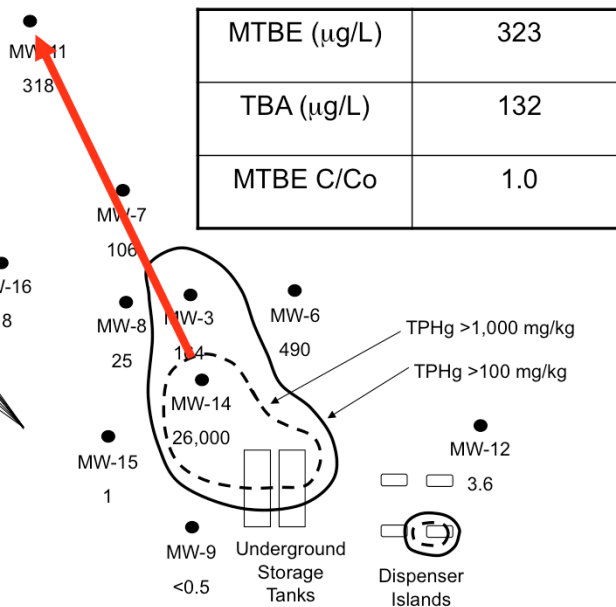 MTBE (μg/L) 323
TBA (μg/L) 132
MTBE C/Co 1.0
MW-11
318
MW-7
106
-16
8
MW-3
164
MW-6
490
MW-8
25
TPHg >1,000 mg/kg
TPHg >100 mg/kg
MW-14
26,000
MW-15
1
MW-12
3.6
MW-9
<0.5
Underground
Storage
Tanks
Dispenser
Islands